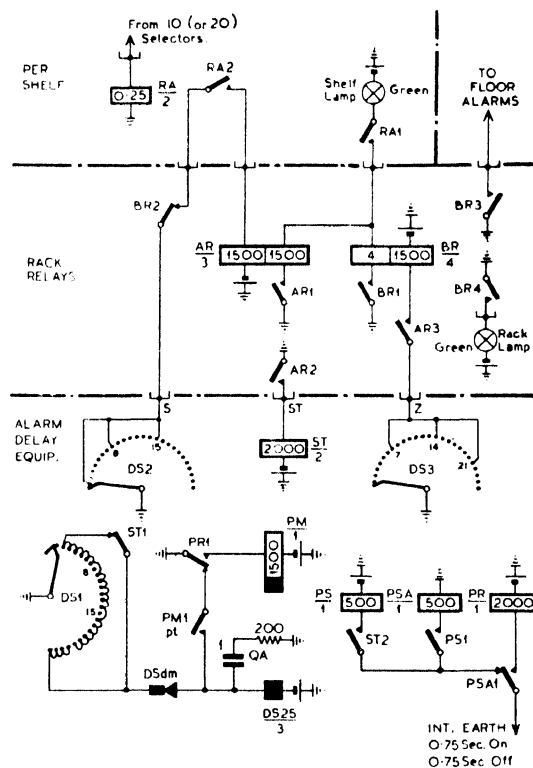 From 10 (or 20)
Selectors.
PER
SHELF
0·25
RA
2
RA2
Shelf
Lamp
Green
RA1
TO
FLOOR
ALARMS
BR2
BR3
RACK
RELAYS
AR
3
1500
1500
4
1500
BR
4
AR1
BR1
AR3
BR4
Green
Rack
Lamp
AR2
S
ST
Z
ALARM
DELAY
EQUIP.
8
15
DS2
2000
ST
2
7
14
21
DS3
ST1
PR1
PM
1
1500
8
DS1
15
PM1
pt
200
1
QA
PS
1
500
PSA
1
500
PR
1
2000
ST2
PS1
PSA1
DSdm
DS25
3
INT. EARTH
0·75 Sec. On
0·75 Sec. Off